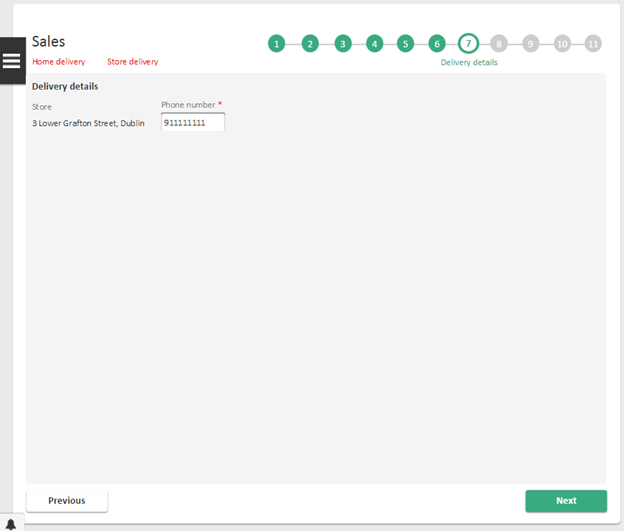 Sales
1 2 3 4 5 6 7 8 9 10 11
Home delivery Store delivery
Delivery details
Delivery details
Store Phone number *
3 Lower Grafton Street, Dublin 911111111
Previous Next